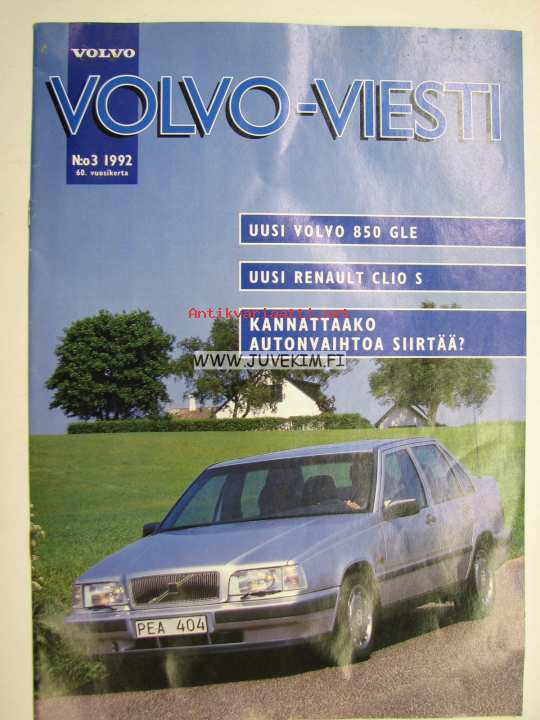 VOLVO
VOLVO-VIESTI
N:o 3 1992
60. vuosikerta
UUSI VOLVO 850 GLE
UUSI RENAULT CLIO S
Antikvariaatti.net
KANNATTAAKO
AUTONVAIHTOA SIIRTÄÄ?
WWW.JUVEKIM.FI
PEA 404